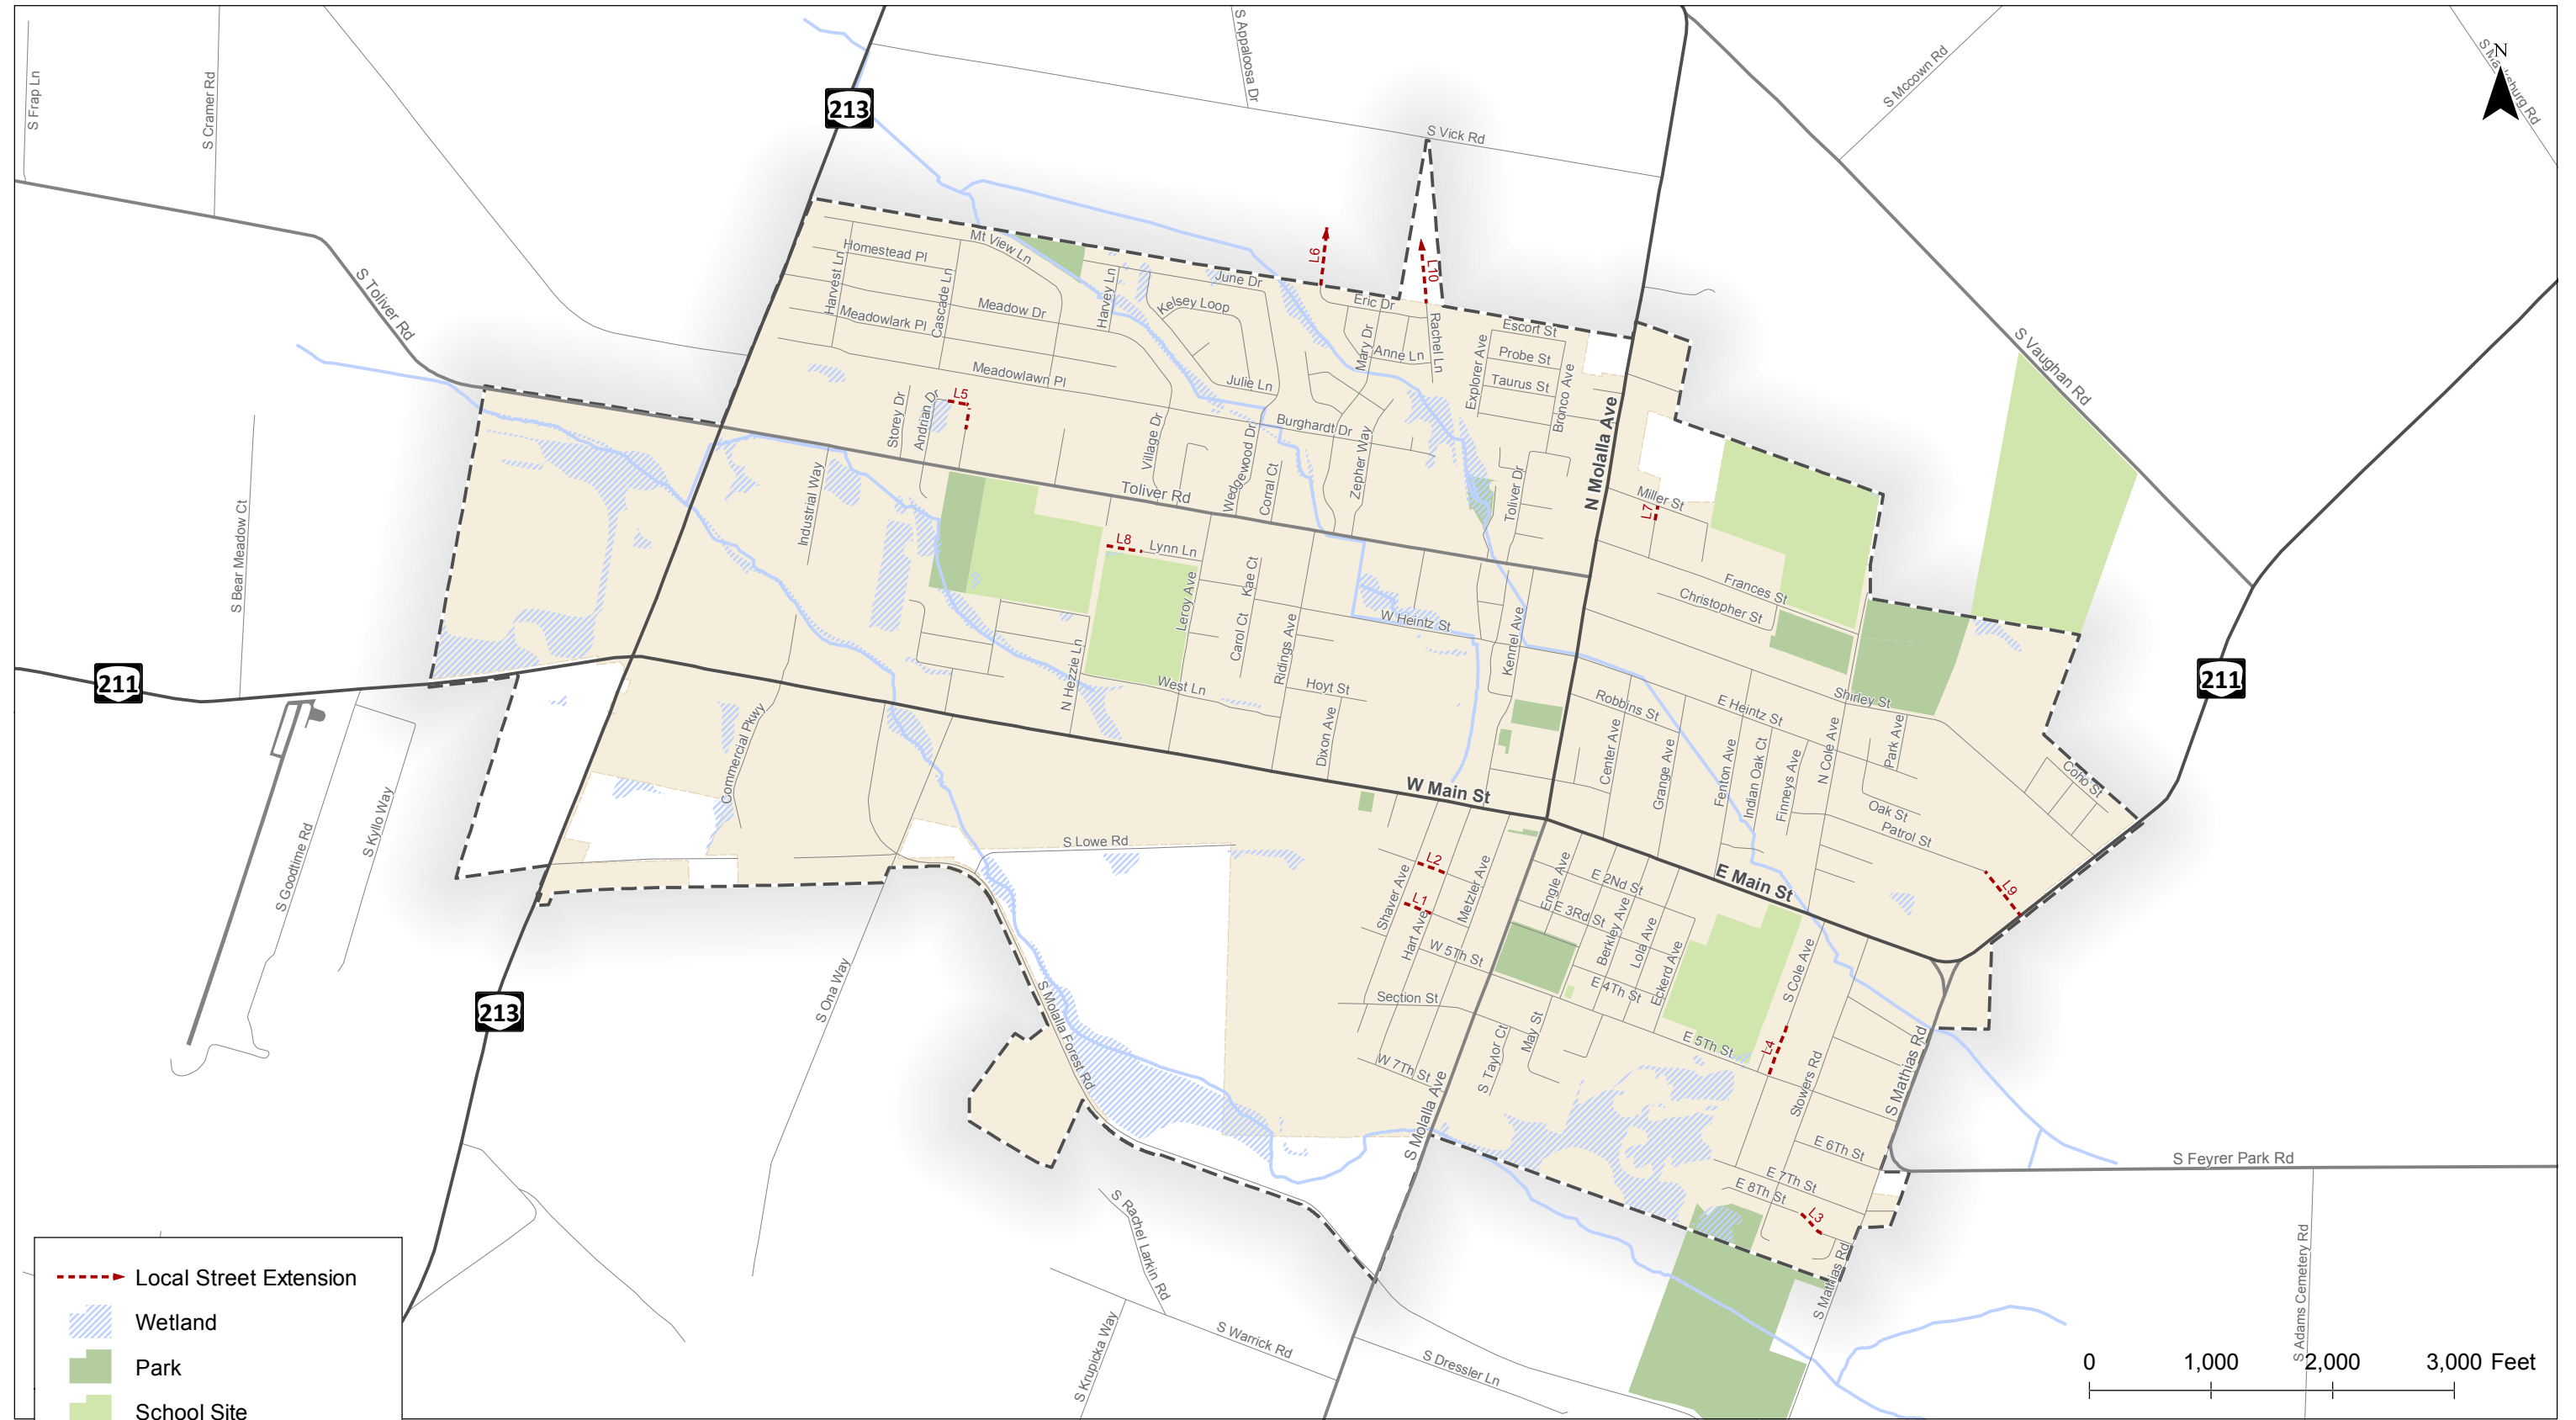 S Frap Ln
S Cramer Rd
213
S Appaloosa Dr
S Mccown Rd
N
S Vick Rd
S Toliver Rd
Homestead Pl
Mt View Ln
Harvest Ln
Cascade Ln
Meadow Dr
Meadowlark Pl
Harvey Ln
June Dr
Kelsey Loop
L6
L10
Eric Dr
Mary Dr
Anne Ln
Rachel Ln
Escort St
Probe St
Taurus St
Explorer Ave
Bronco Ave
S Vaughan Rd
Meadowlawn Pl
Julie Ln
L5
Storey Dr
Andrian Dr
Village Dr
Wedgewood Dr
Burghardt Dr
Corral Ct
Zepher Way
N Molalla Ave
Industrial Way
Toliver Rd
Toliver Dr
Miller St
L7
S Bear Meadow Ct
L8
Lynn Ln
Leroy Ave
Kae Ct
Carol Ct
Ridings Ave
W Heintz St
Kennel Ave
Frances St
Christopher St
211
N Hezzie Ln
West Ln
Hoyt St
Dixon Ave
Robbins St
E Heintz St
Shirley St
211
Commercial Pkwy
W Main St
Center Ave
Grange Ave
Fenton Ave
Indian Oak Ct
Finneys Ave
N Cole Ave
Park Ave
Coho St
Oak St
Patrol St
S Goodtime Rd
S Kyllo Way
S Lowe Rd
L2
L1
Shaver Ave
Hart Ave
Metzler Ave
Engle Ave
E 2Nd St
E 3Rd St
Berkley Ave
Lola Ave
Eckerd Ave
E Main St
L9
W 5Th St
E 4Th St
S Cole Ave
213
S Ona Way
S Molalla Forest Rd
Section St
W 7Th St
S Taylor Ct
May St
E 5Th St
L4
Stowers Rd
S Mathias Rd
S Molalla Ave
E 6Th St
E 7Th St
E 8Th St
L3
S Feyrer Park Rd
S Rachel Larkin Rd
S Mathias Rd
S Krupicka Way
S Warrick Rd
S Dressler Ln
S Adams Cemetery Rd
Local Street Extension
Wetland
Park
School Site
0 1,000 2,000 3,000 Feet